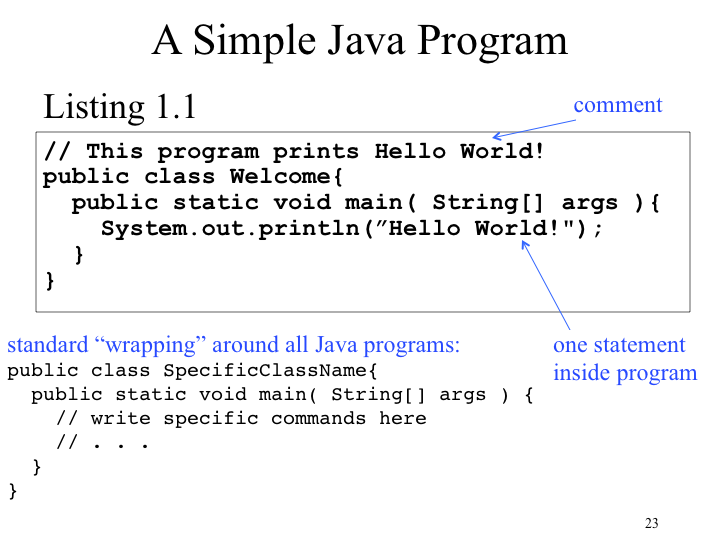 A Simple Java Program
Listing 1.1
comment
// This program prints Hello World!
public class Welcome{
  public static void main( String[] args ){
    System.out.println(”Hello World!");
  }
}
standard “wrapping” around all Java programs:
public class SpecificClassName{
  public static void main( String[] args ) {
    // write specific commands here
    // . . .
  }
}
one statement
inside program
23